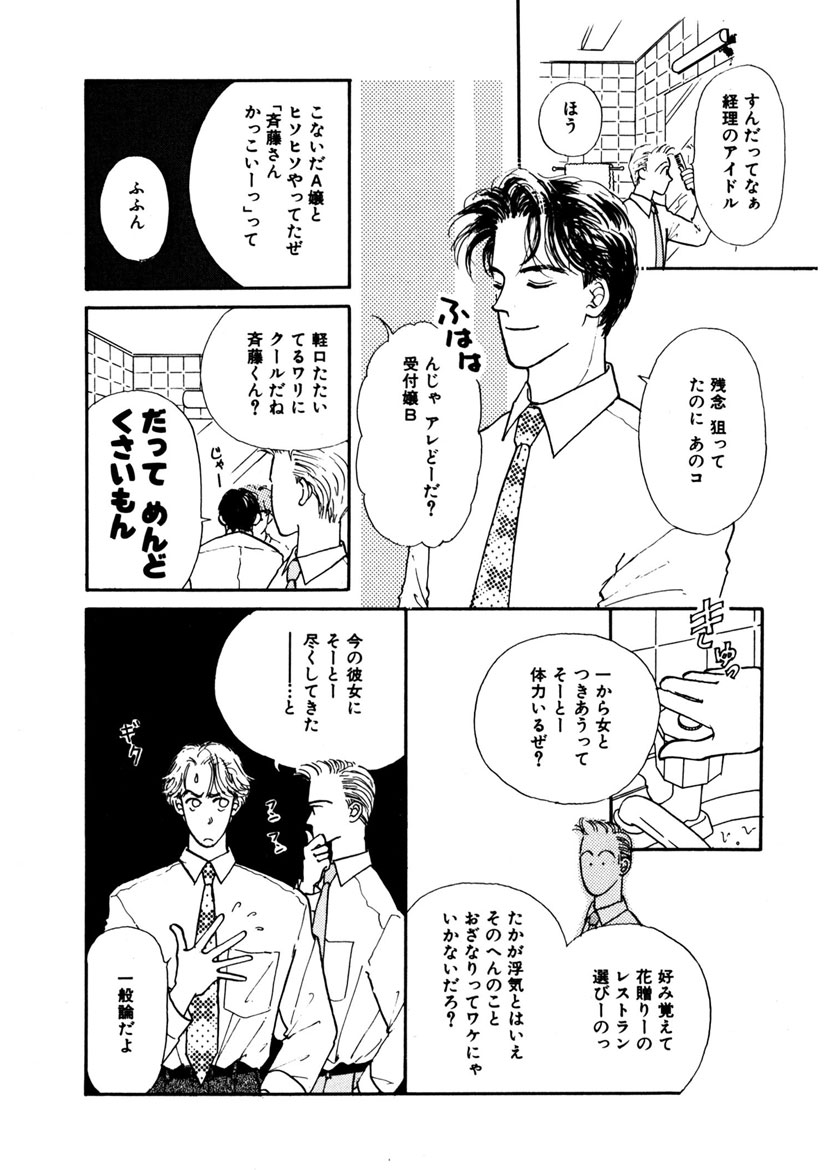 すんだってなぁ
経理のアイドル
ほう
残念 狙って
たのに あのコ
ふはは
んじゃ アレどーだ?
受付嬢B
こないだA嬢と
ヒソヒソやってたぜ
「斉藤さん
かっこいーっ」って
ふふん
軽口たたい
てるワリに
クールだね
斉藤くん?
じゃー
だって めんど
くさいもん
キュッ
一から女と
つきあうって
そーとー
体力いるぜ?
好み覚えて
花贈りーの
レストラン
選びーのっ
たかが浮気とはいえ
そのへんのこと
おざなりってワケにゃ
いかないだろ?
今の彼女に
そーとー
尽くしてきた
———…と
ギク
一般論だよ